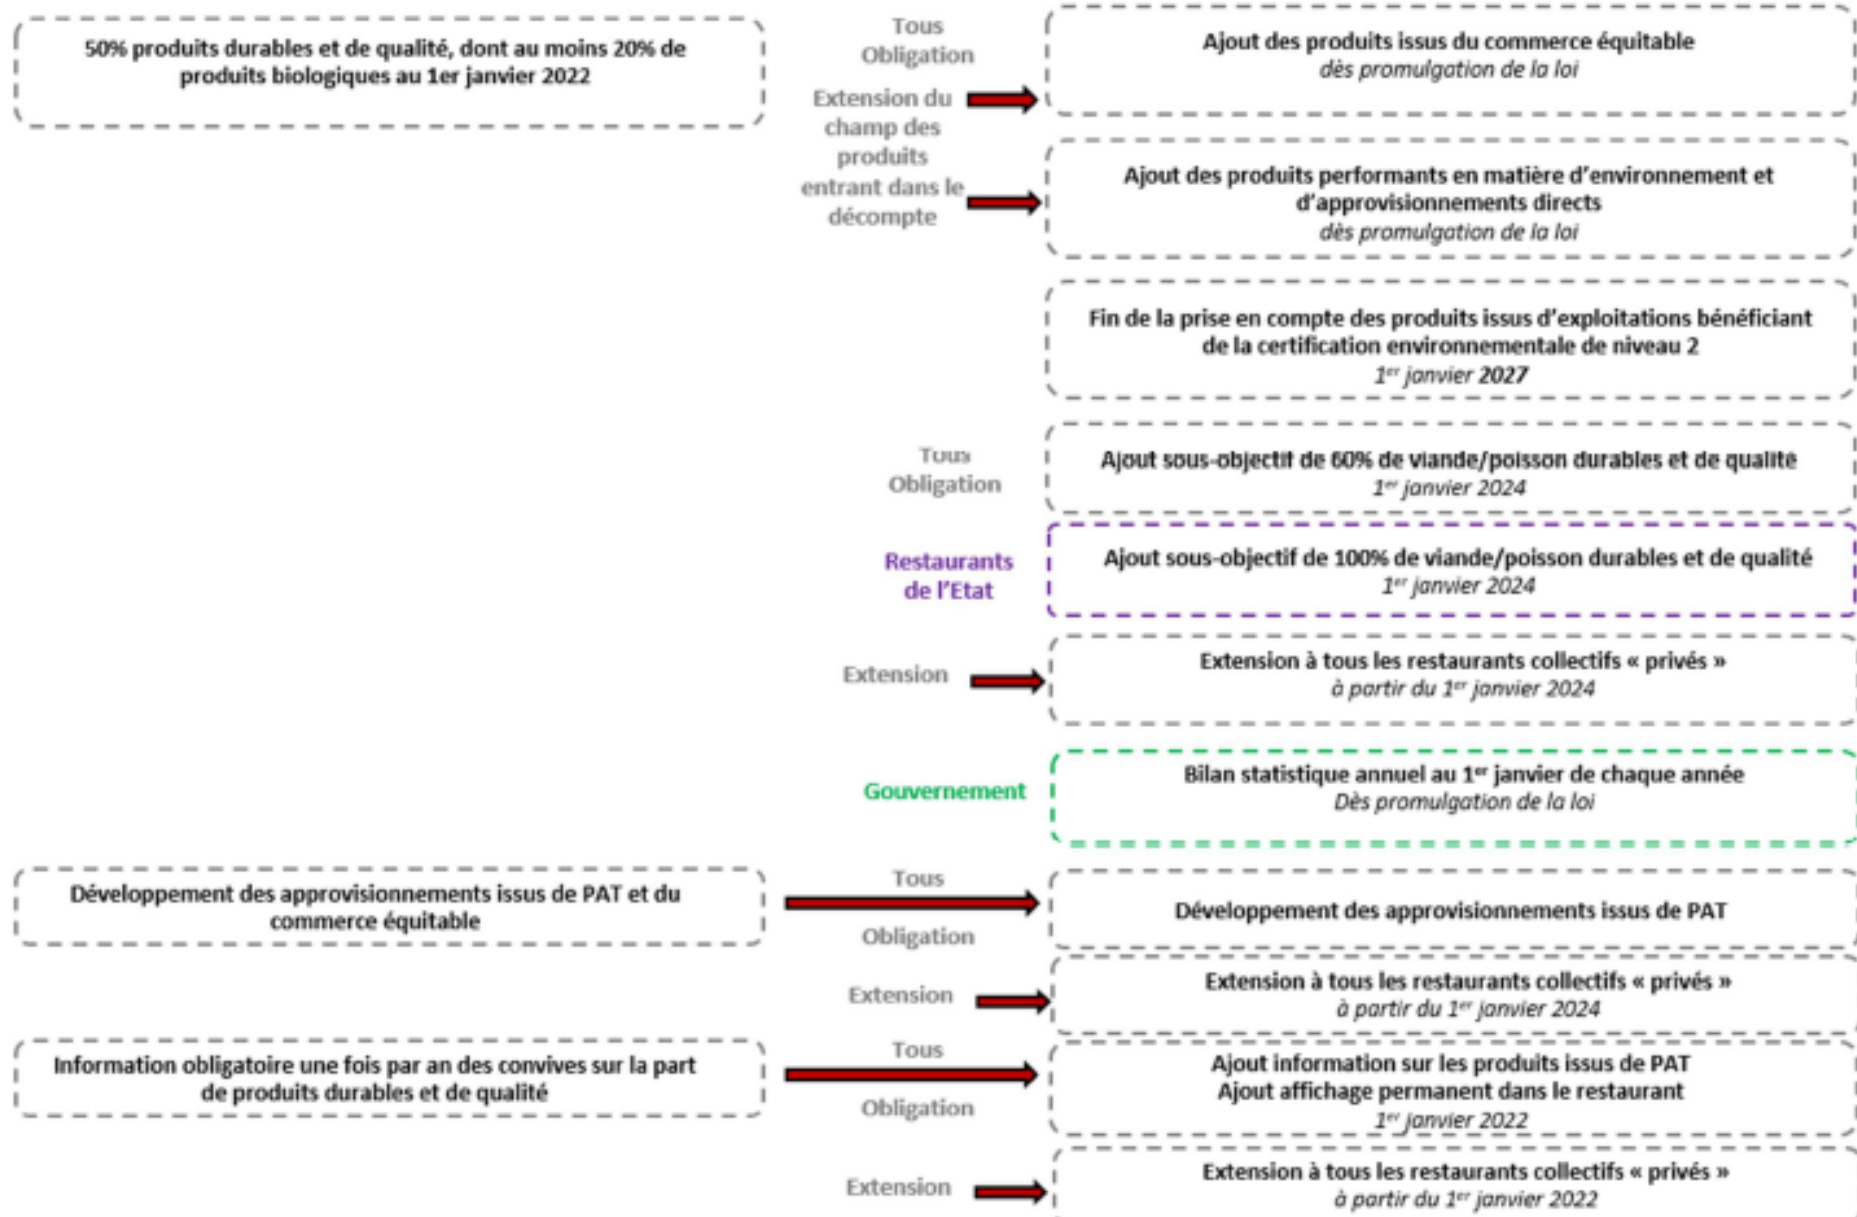 50% produits durables et de qualité, dont au moins 20% de
produits biologiques au 1er janvier 2022
Tous
Obligation
Extension du
champ des
produits
entrant dans le
décompte
Ajout des produits issus du commerce équitable
dès promulgation de la loi
Ajout des produits performants en matière d'environnement et
d'approvisionnements directs
dès promulgation de la loi
Fin de la prise en compte des produits issus d'exploitations bénéficiant
de la certification environnementale de niveau 2
1er janvier 2027
Tous
Obligation
Ajout sous-objectif de 60% de viande/poisson durables et de qualité
1er janvier 2024
Restaurants
de l'Etat
Ajout sous-objectif de 100% de viande/poisson durables et de qualité
1er janvier 2024
Extension
Extension à tous les restaurants collectifs « privés »
à partir du 1er janvier 2024
Gouvernement
Bilan statistique annuel au 1er janvier de chaque année
Dès promulgation de la loi
Développement des approvisionnements issus de PAT et du
commerce équitable
Tous
Obligation
Développement des approvisionnements issus de PAT
Extension
Extension à tous les restaurants collectifs « privés »
à partir du 1er janvier 2024
Information obligatoire une fois par an des convives sur la part
de produits durables et de qualité
Tous
Obligation
Ajout information sur les produits issus de PAT
Ajout affichage permanent dans le restaurant
1er janvier 2022
Extension
Extension à tous les restaurants collectifs « privés »
à partir du 1er janvier 2022